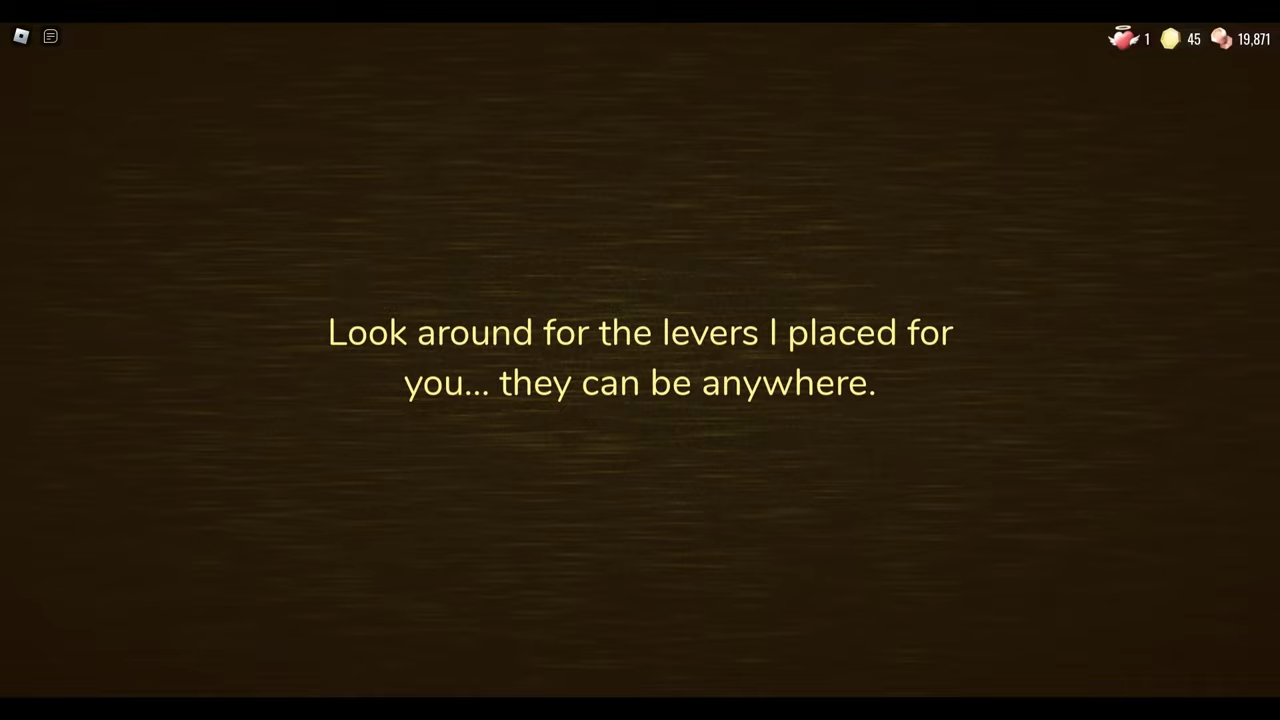 1 45 19,871
Look around for the levers I placed for
you... they can be anywhere.